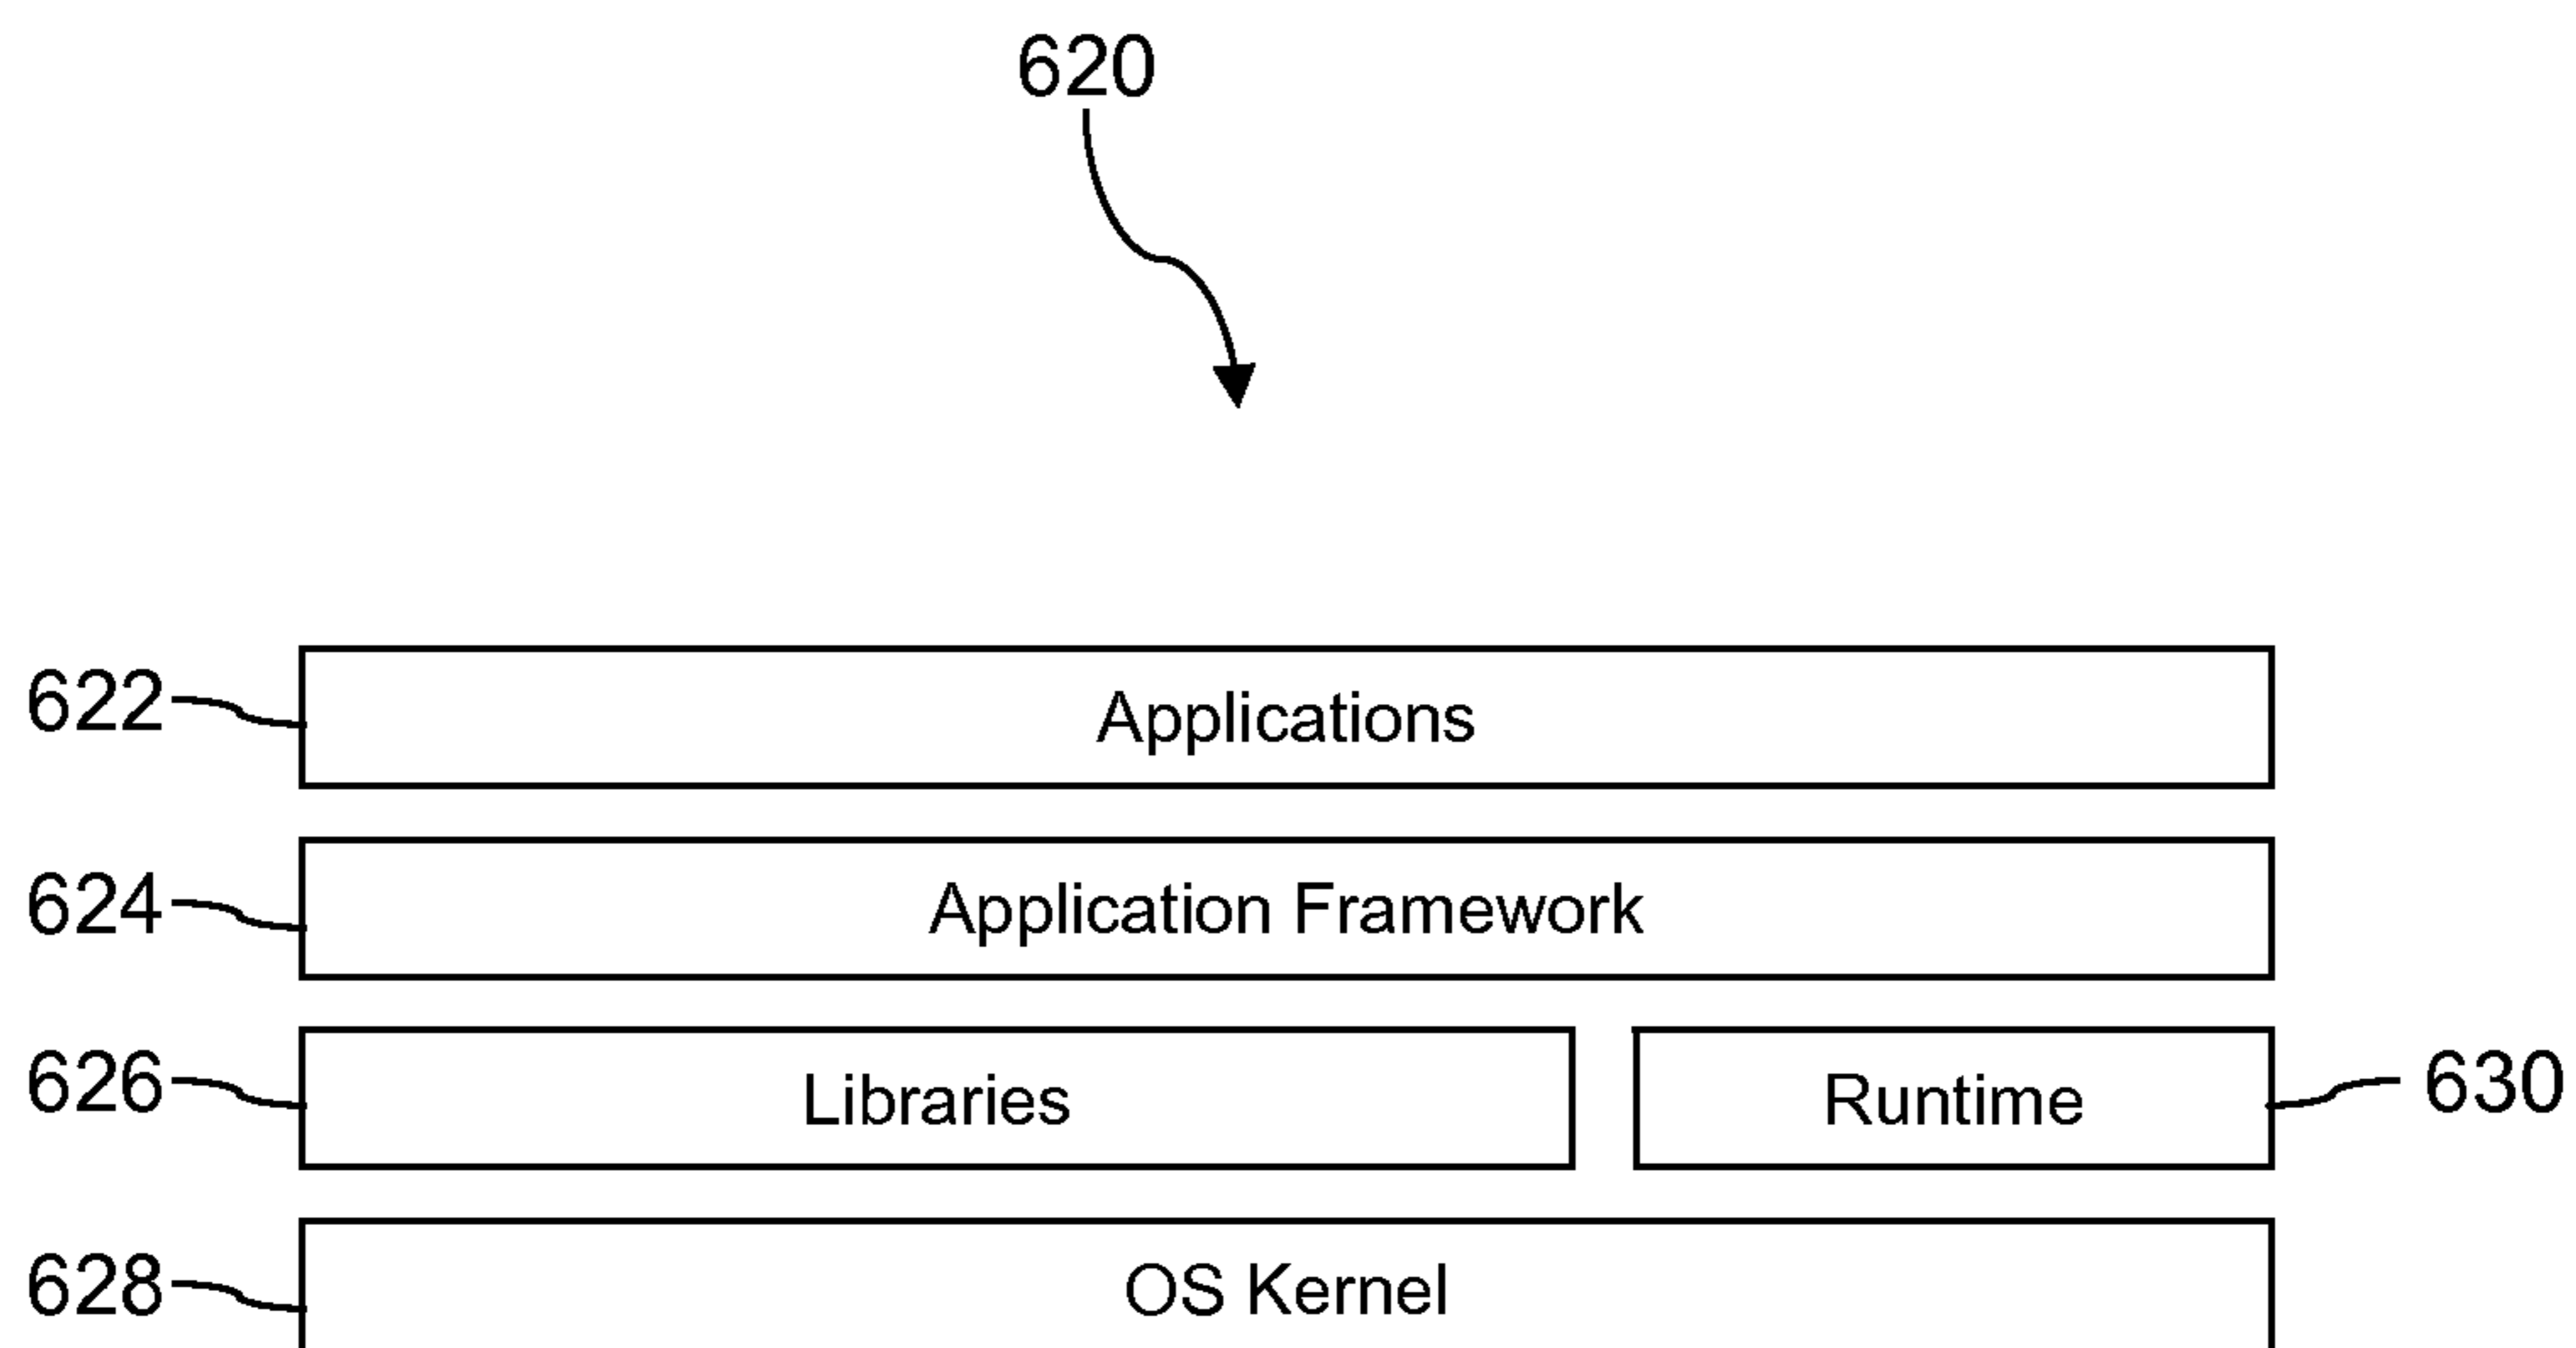 620
622 Applications
624 Application Framework
626 Libraries Runtime 630
628 OS Kernel